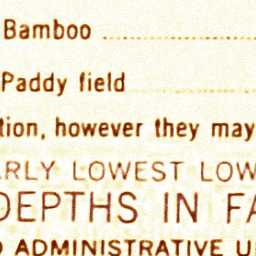 Bamboo
Paddy field
tion, however they may
ARLY LOWEST LOW
DEPTHS IN FA
ADMINISTRATIVE U